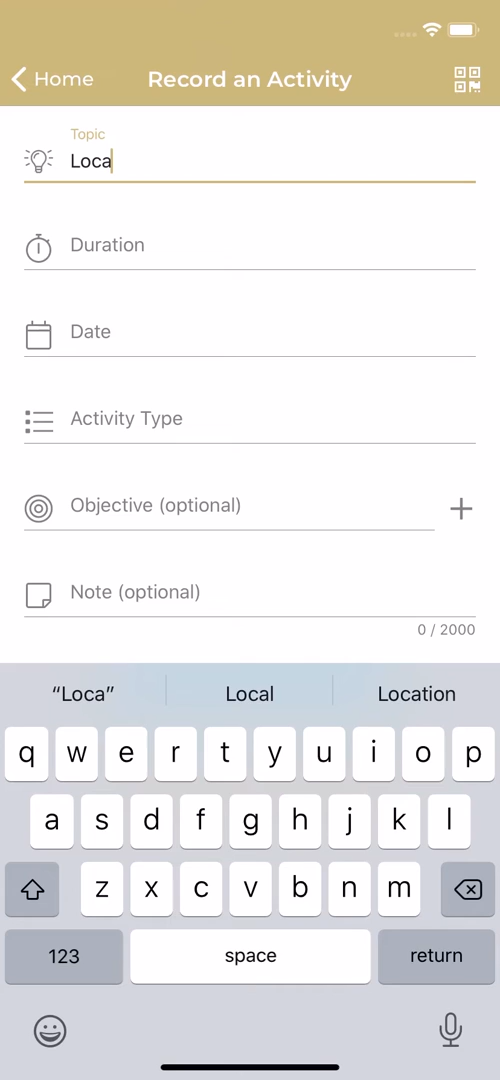 Home
Record an Activity
Topic
Loca
Duration
Date
Activity Type
Objective (optional)
Note (optional)
0 / 2000
“Loca” Local Location
q w e r t y u i o p
a s d f g h j k l
z x c v b n m
123 space return